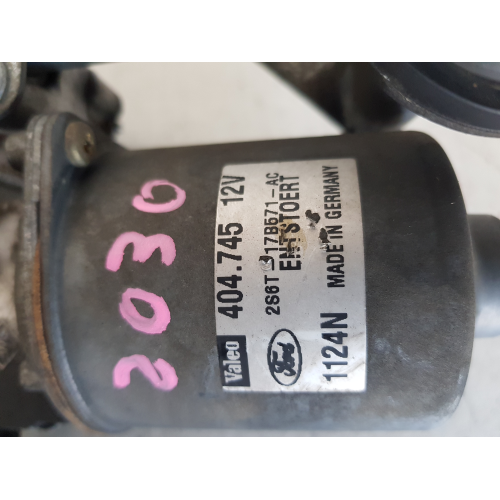 2030
Valeo 404.745 12V
2S6T-17B571-AC
Ford ENTSTOERT
1124N MADE IN GERMANY